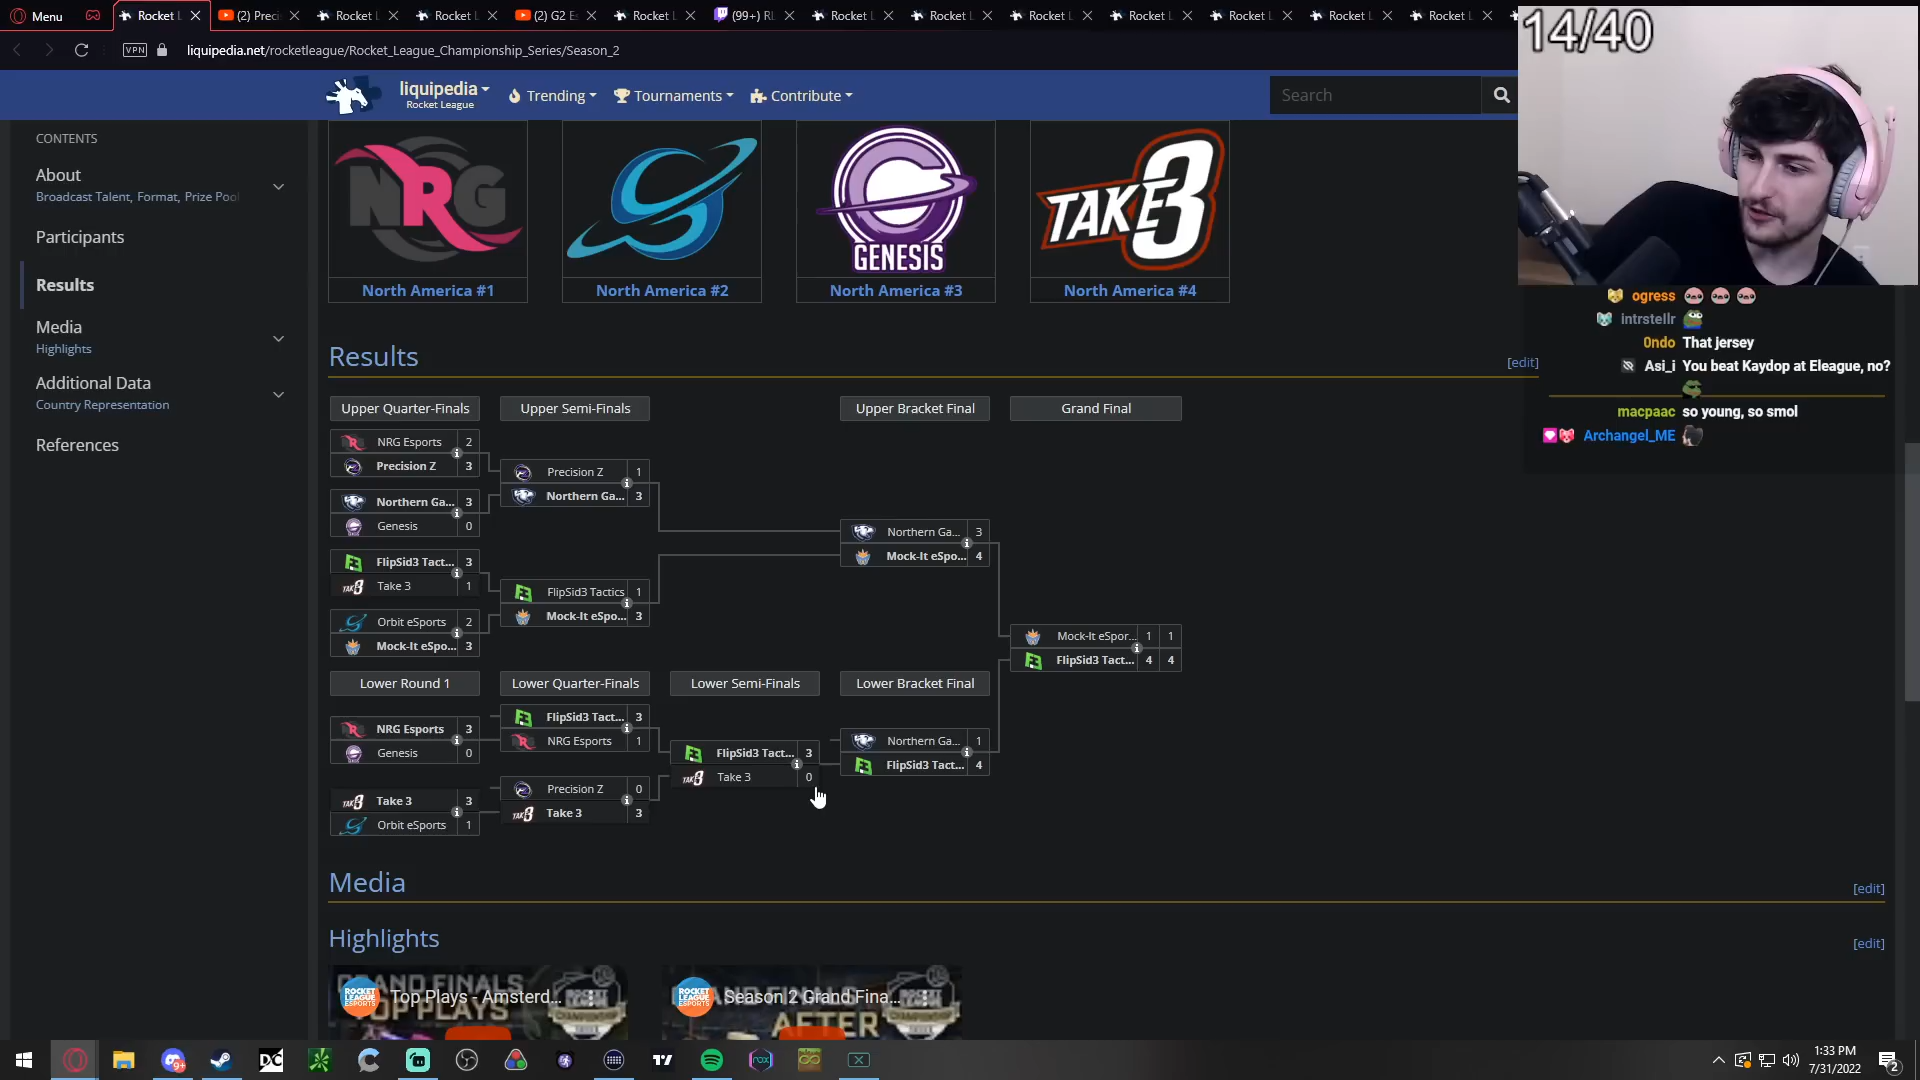 Menu
Rocket L
(2) Preci
Rocket L
Rocket L
(2) G2 Es
Rocket L
(99+) RL
Rocket L
Rocket L
Rocket L
Rocket L
Rocket L
Rocket L
Rocket L
14/40
VPN
liquipedia.net/rocketleague/Rocket_League_Championship_Series/Season_2
liquipedia
Rocket League
Trending
Tournaments
Contribute
Search
CONTENTS
About
Broadcast Talent, Format, Prize Pool
Participants
Results
Media
Highlights
Additional Data
Country Representation
References
NRG
GENESIS
TAKE3
North America #1
North America #2
North America #3
North America #4
ogress
intrstellr
0ndo That jersey
Asi_i You beat Kaydop at Eleague, no?
macpaac so young, so smol
Archangel_ME
Results
[edit]
Upper Quarter-Finals
Upper Semi-Finals
Upper Bracket Final
Grand Final
NRG Esports 2
Precision Z 3
Northern Ga... 3
Genesis 0
FlipSid3 Tact... 3
Take 3 1
Orbit eSports 2
Mock-It eSpo... 3
Precision Z 1
Northern Ga... 3
FlipSid3 Tactics 1
Mock-It eSpo... 3
Northern Ga... 3
Mock-It eSpo... 4
Mock-It eSpor... 1 1
FlipSid3 Tact... 4 4
Lower Round 1
Lower Quarter-Finals
Lower Semi-Finals
Lower Bracket Final
NRG Esports 3
Genesis 0
Take 3 3
Orbit eSports 1
FlipSid3 Tact... 3
NRG Esports 1
Precision Z 0
Take 3 3
FlipSid3 Tact... 3
Take 3 0
Northern Ga... 1
FlipSid3 Tact... 4
Media
[edit]
Highlights
[edit]
GRAND FINALS
Top Plays - Amsterd...
TOP PLAYS
Season 2 Grand Fina...
AFTER
1:33 PM
7/31/2022